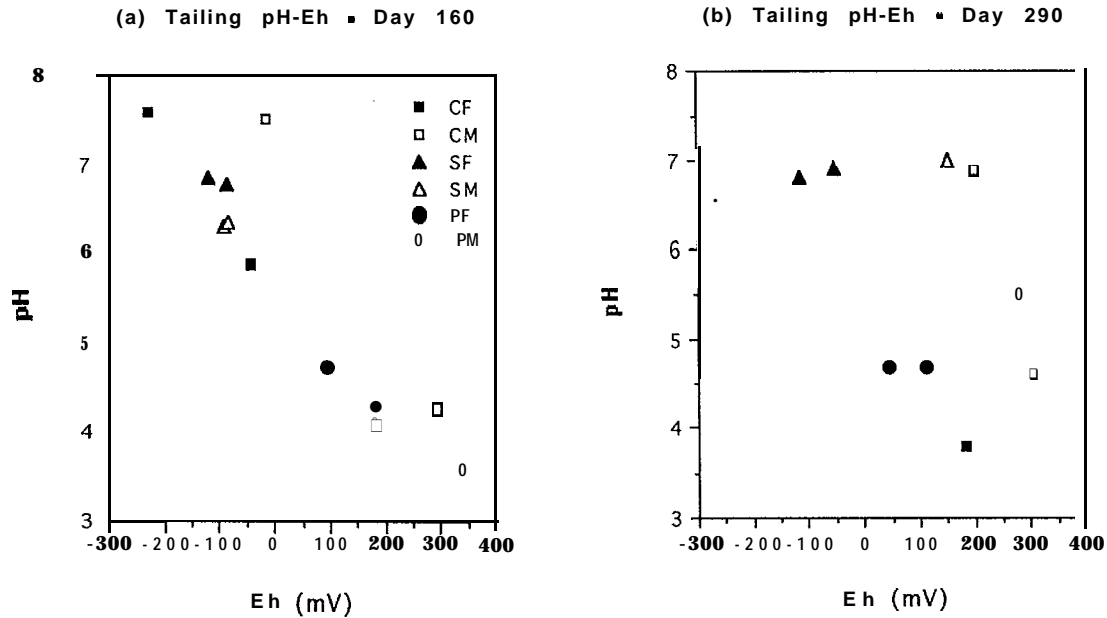 (a) Tailing pH-Eh ▪ Day 160
8
7
6
5
4
3
pH
-300 -200 -100 0 100 200 300 400
Eh (mV)
CF
CM
SF
SM
PF
0 PM
0
(b) Tailing pH-Eh ▪ Day 290
8
7
6
5
4
3
pH
-300 -200 -100 0 100 200 300 400
Eh (mV)
0